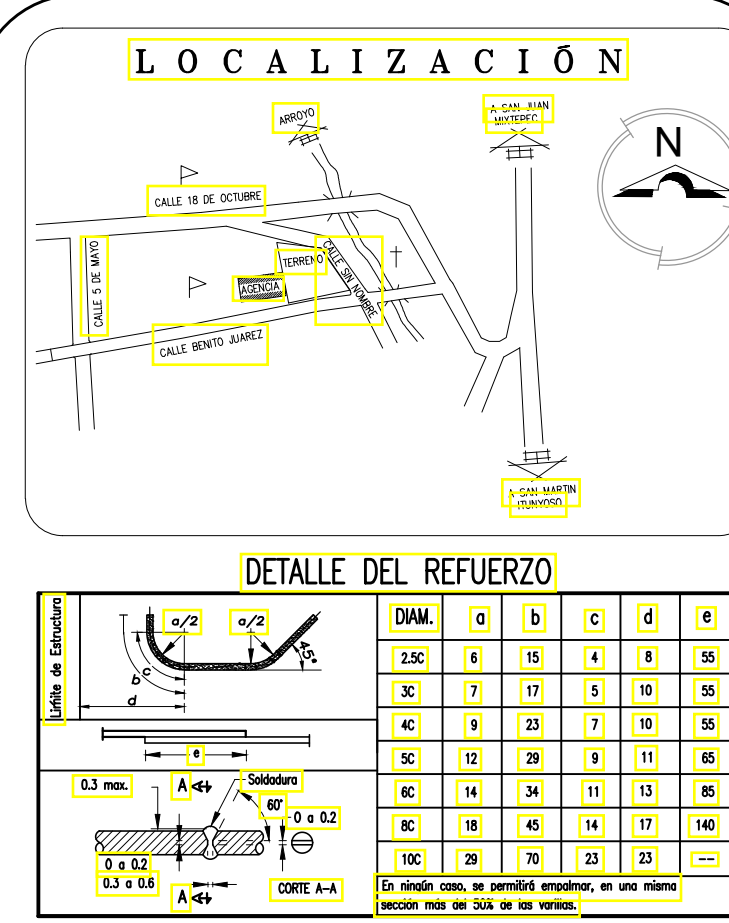 LOCALIZACIÓN
ARROYO
A SAN JUAN
MIXTEPEC
N
CALLE 18 DE OCTUBRE
CALLE 5 DE MAYO
TERRENO
CALLE SIN NOMBRE
AGENCIA
CALLE BENITO JUAREZ
A SAN MARTIN
ITUNYOSO
DETALLE DEL REFUERZO
Limite de Estructura
a/2 a/2
45°
c
b
d
e
0.3 max.
A
Soldadura
60°
0 a 0.2
0 a 0.2
0.3 a 0.6
A
CORTE A-A
DIAM. a b c d e
2.5C 6 15 4 8 55
3C 7 17 5 10 55
4C 9 23 7 10 55
5C 12 29 9 11 65
6C 14 34 11 13 85
8C 18 45 14 17 140
10C 29 70 23 23 --
En ningún caso, se permitirá empalmar, en una misma
sección más del 50% de las varillas.